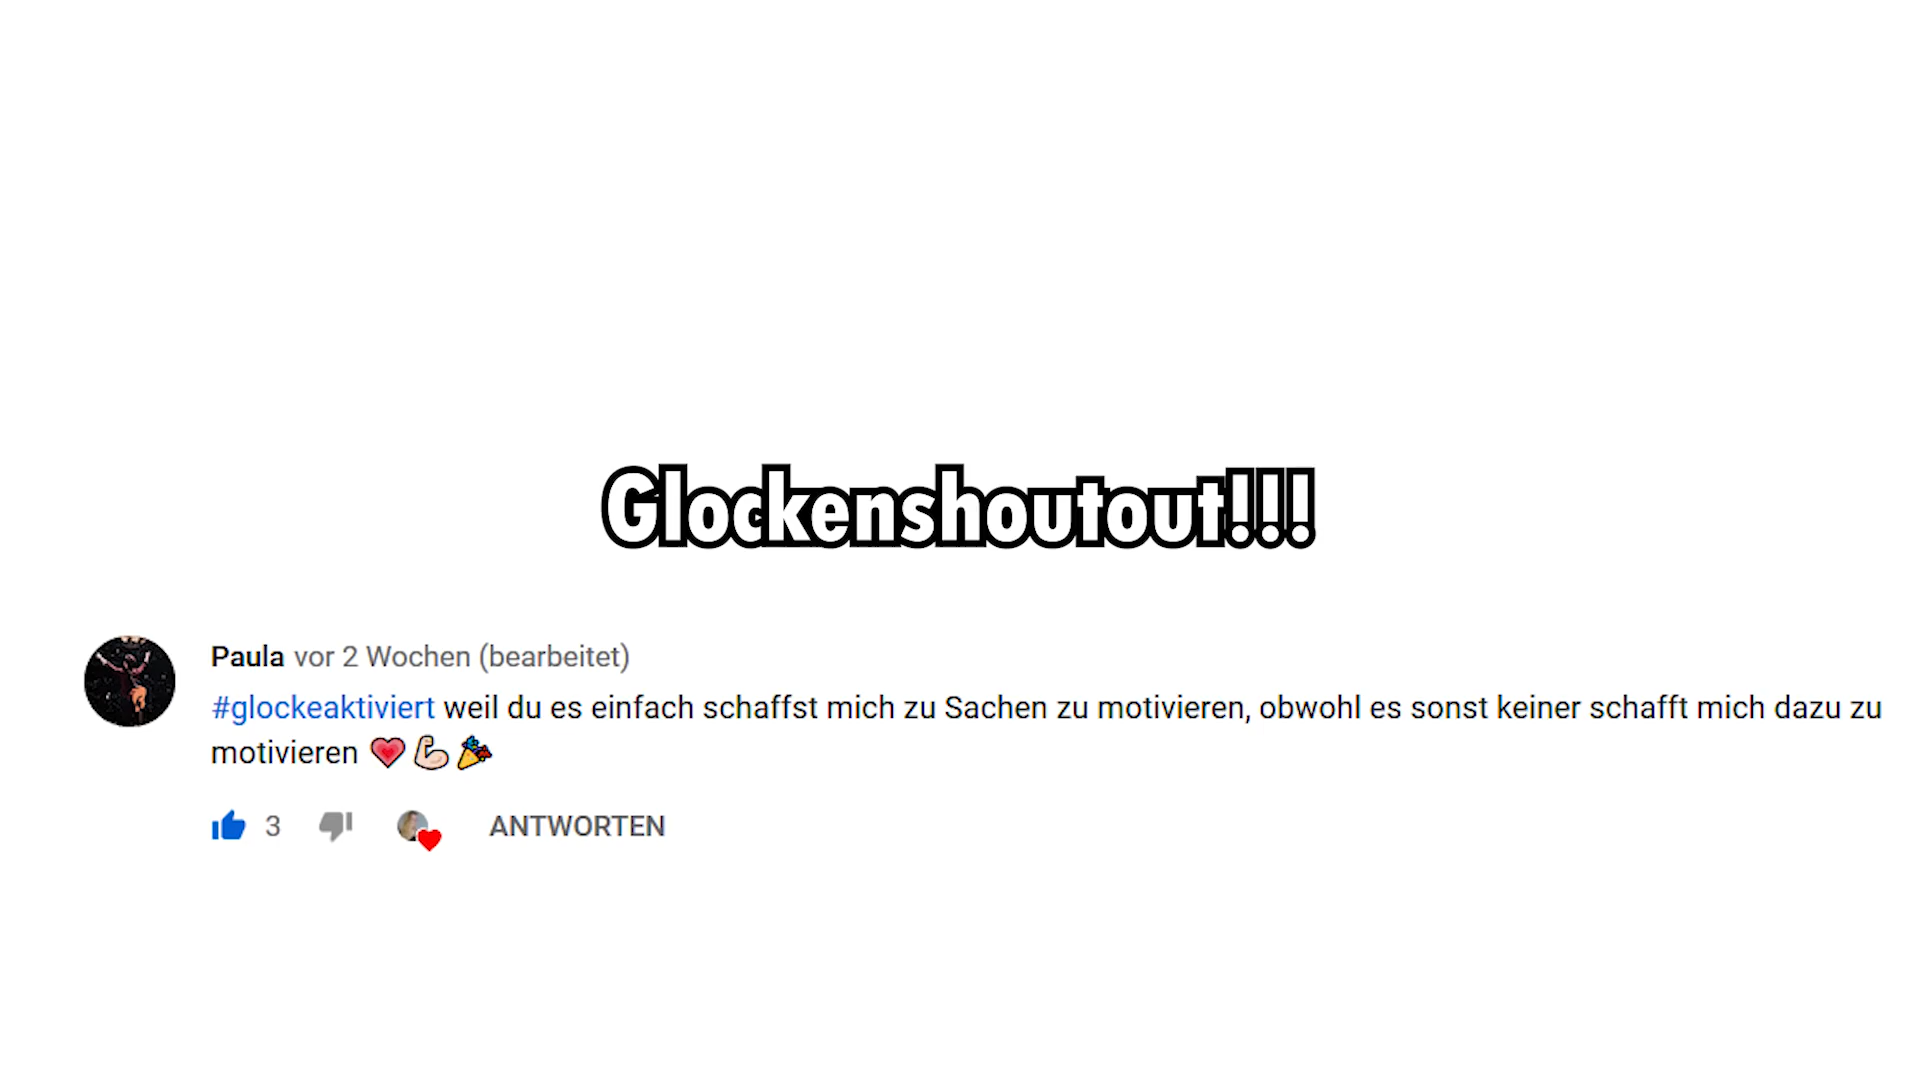 Glockenshoutout!!!
Paula vor 2 Wochen (bearbeitet)
#glockeaktiviert weil du es einfach schaffst mich zu Sachen zu motivieren, obwohl es sonst keiner schafft mich dazu zu
motivieren 💗💪🏻🎉
3 ANTWORTEN